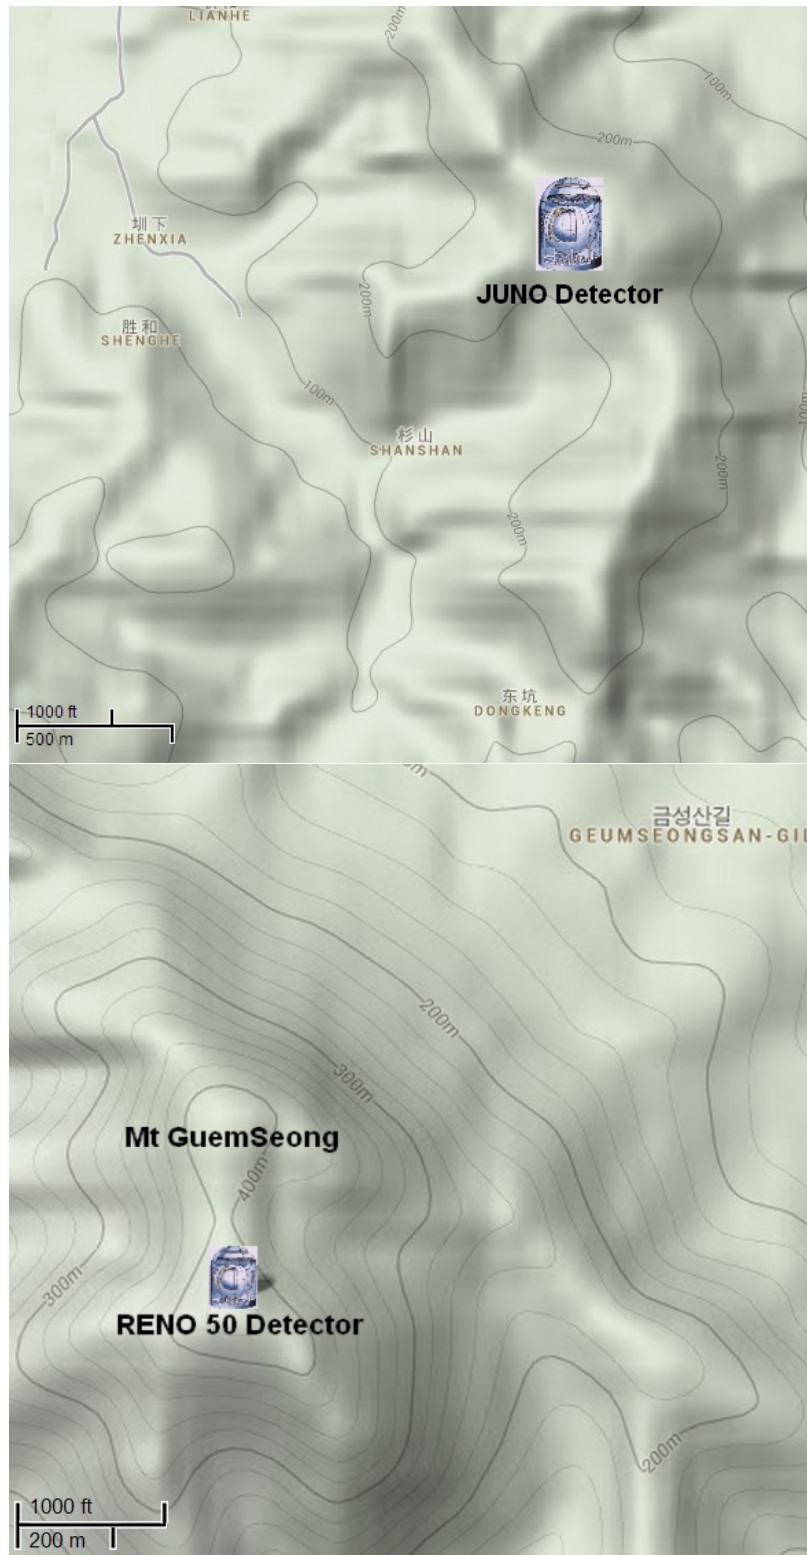 LIANHE
200m
100m
200m
圳下
ZHENXIA
JUNO Detector
200m
胜和
SHENGHE
100m
100m
杉山
SHANSHAN
200m
200m
东坑
DONGKENG
1000 ft
500 m
금성산길
GEUMSEONGSAN-GIL
200m
300m
Mt GuemSeong
400m
300m
RENO 50 Detector
200m
1000 ft
200 m